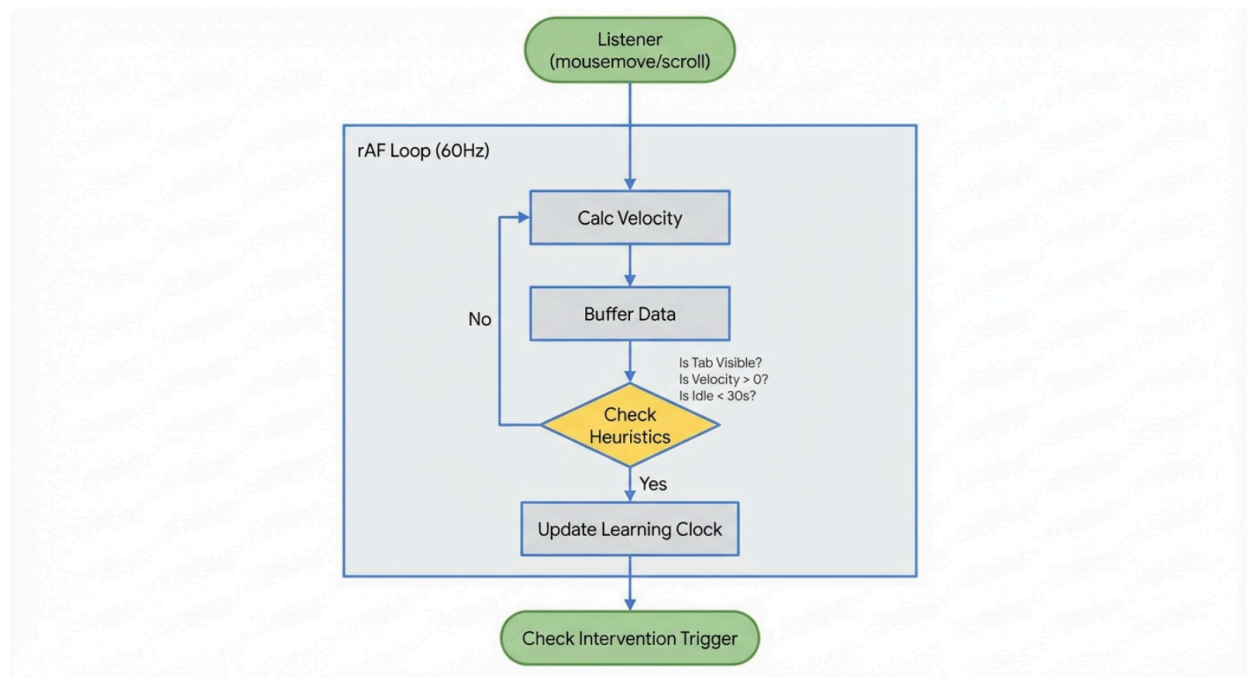 Listener
(mousemove/scroll)
rAF Loop (60Hz)
Calc Velocity
Buffer Data
No
Is Tab Visible?
Is Velocity > 0?
Is Idle < 30s?
Check
Heuristics
Yes
Update Learning Clock
Check Intervention Trigger